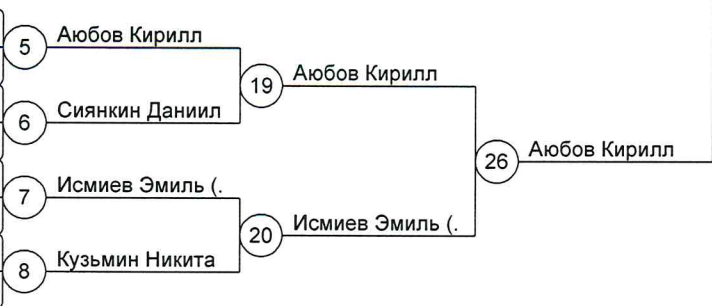 5 Аюбов Кирилл
19 Аюбов Кирилл
6 Сиянкин Даниил
26 Аюбов Кирилл
7 Исмиев Эмиль (.
20 Исмиев Эмиль (.
8 Кузьмин Никита